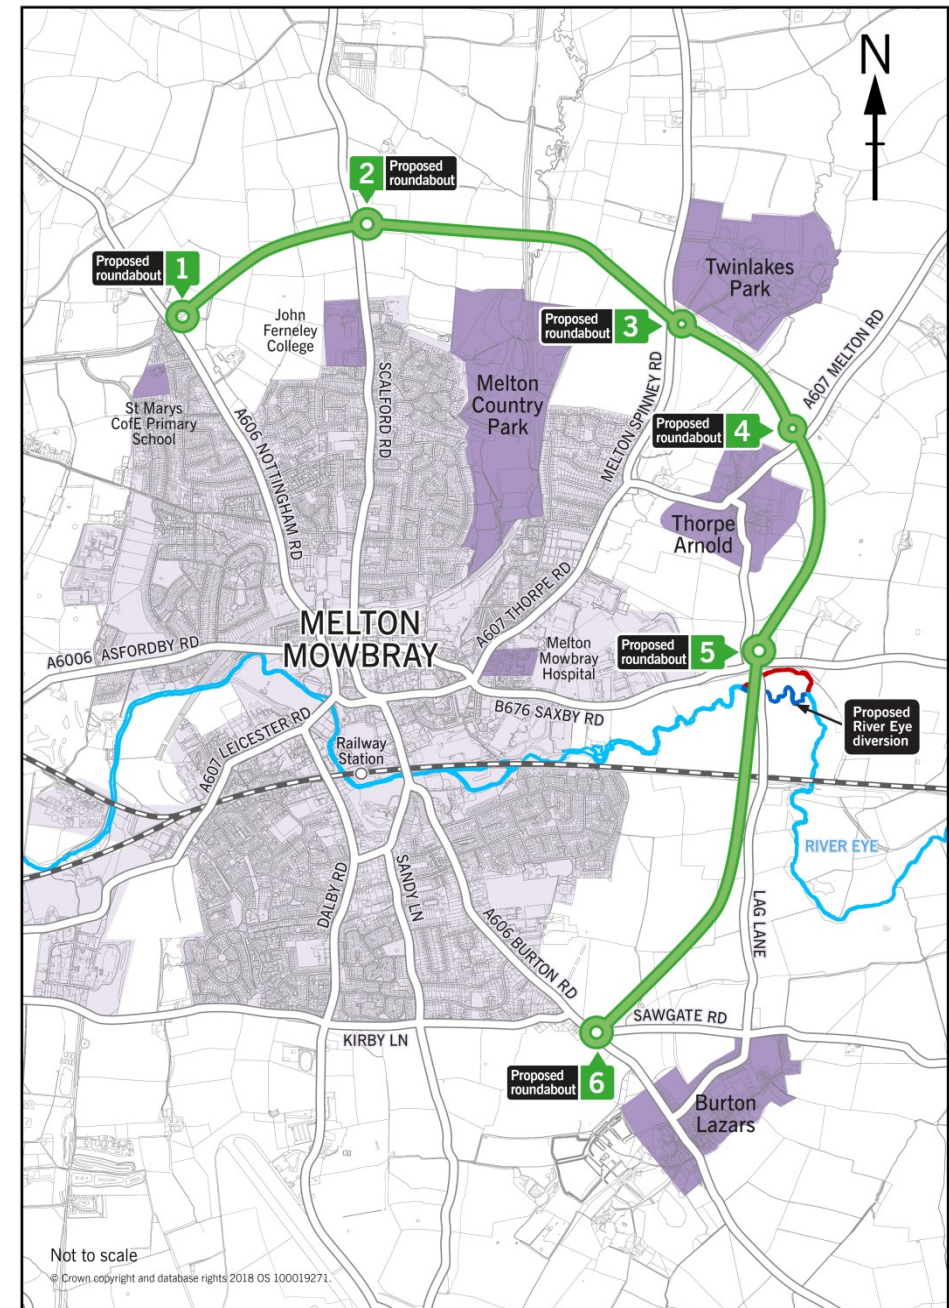 N
2
Proposed
roundabout
Proposed
roundabout
1
Twinlakes
Park
John
Ferneley
College
Proposed
roundabout
3
A607 MELTON RD
SCALFORD RD
MELTON SPINNEY RD
Melton
Country
Park
St Marys
CofE Primary
School
A606 NOTTINGHAM RD
Proposed
roundabout
4
Thorpe
Arnold
A607 THORPE RD
MELTON
MOWBRAY
A6006 ASFORDBY RD
Melton
Mowbray
Hospital
Proposed
roundabout
5
B676 SAXBY RD
A607 LEICESTER RD
Railway
Station
Proposed
River Eye
diversion
RIVER EYE
DALBY RD
SANDY LN
A606 BURTON RD
LAG LANE
SAWGATE RD
KIRBY LN
Proposed
roundabout
6
Burton
Lazars
Not to scale
© Crown copyright and database rights 2018 OS 100019271.